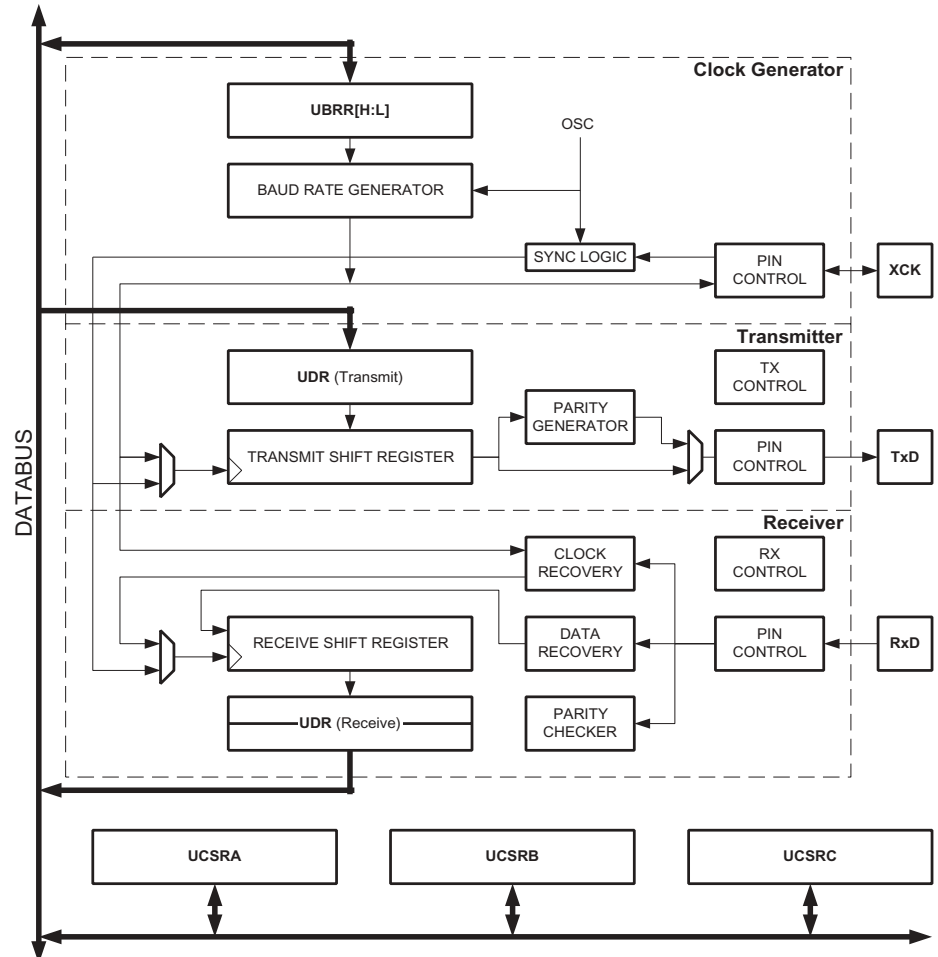 Clock Generator
UBRR[H:L]
OSC
BAUD RATE GENERATOR
SYNC LOGIC
PIN
CONTROL
XCK
Transmitter
UDR (Transmit)
TX
CONTROL
PARITY
GENERATOR
TRANSMIT SHIFT REGISTER
PIN
CONTROL
TxD
DATABUS
Receiver
CLOCK
RECOVERY
RX
CONTROL
RECEIVE SHIFT REGISTER
DATA
RECOVERY
PIN
CONTROL
RxD
UDR (Receive)
PARITY
CHECKER
UCSRA
UCSRB
UCSRC